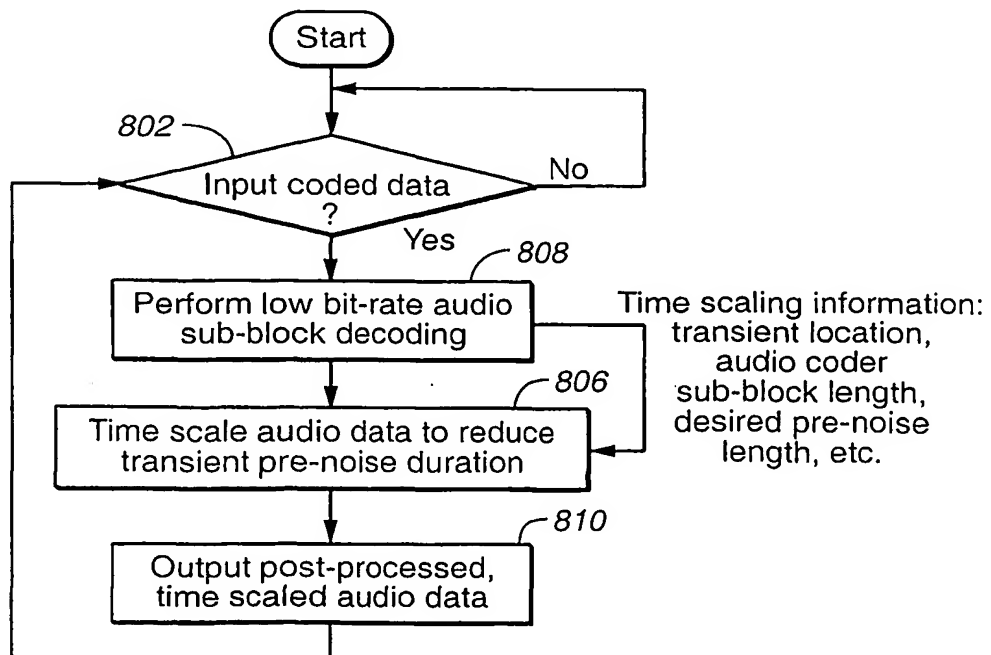 Start
802
Input coded data
?
No
Yes
808
Perform low bit-rate audio
sub-block decoding
Time scaling information:
transient location,
audio coder
sub-block length,
desired pre-noise
length, etc.
806
Time scale audio data to reduce
transient pre-noise duration
810
Output post-processed,
time scaled audio data